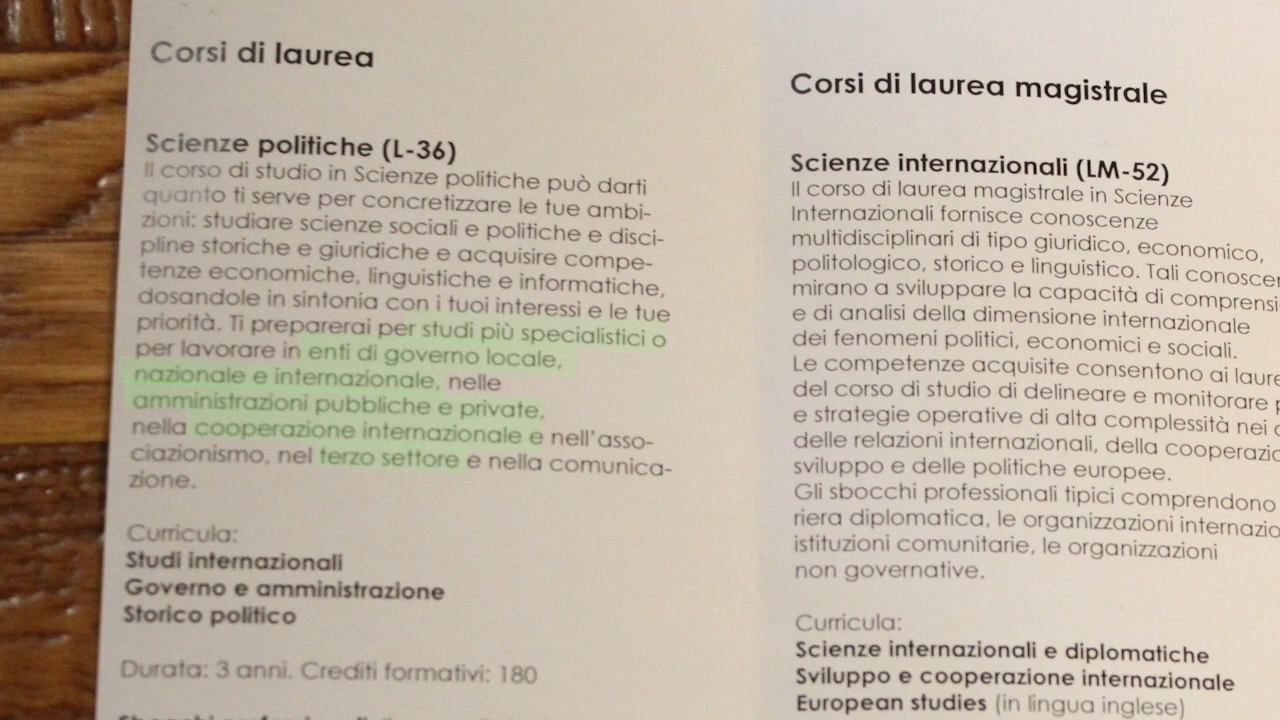 Corsi di laurea
Scienze politiche (L-36)
Il corso di studio in Scienze politiche può darti
quanto ti serve per concretizzare le tue ambi-
zioni: studiare scienze sociali e politiche e disci-
pline storiche e giuridiche e acquisire compe-
tenze economiche, linguistiche e informatiche,
dosandole in sintonia con i tuoi interessi e le tue
priorità. Ti preparerai per studi più specialistici o
per lavorare in enti di governo locale,
nazionale e internazionale, nelle
amministrazioni pubbliche e private,
nella cooperazione internazionale e nell'asso-
ciazionismo, nel terzo settore e nella comunica-
zione.
Curricula:
Studi internazionali
Governo e amministrazione
Storico politico
Durata: 3 anni. Crediti formativi: 180
Corsi di laurea magistrale
Scienze internazionali (LM-52)
Il corso di laurea magistrale in Scienze
Internazionali fornisce conoscenze
multidisciplinari di tipo giuridico, economico,
politologico, storico e linguistico. Tali conoscen
mirano a sviluppare la capacità di comprensi
e di analisi della dimensione internazionale
dei fenomeni politici, economici e sociali.
Le competenze acquisite consentono ai laure
del corso di studio di delineare e monitorare p
e strategie operative di alta complessità nei c
delle relazioni internazionali, della cooperazio
sviluppo e delle politiche europee.
Gli sbocchi professionali tipici comprendono
riera diplomatica, le organizzazioni internazio
istituzioni comunitarie, le organizzazioni
non governative.
Curricula:
Scienze internazionali e diplomatiche
Sviluppo e cooperazione internazionale
European studies (in lingua inglese)